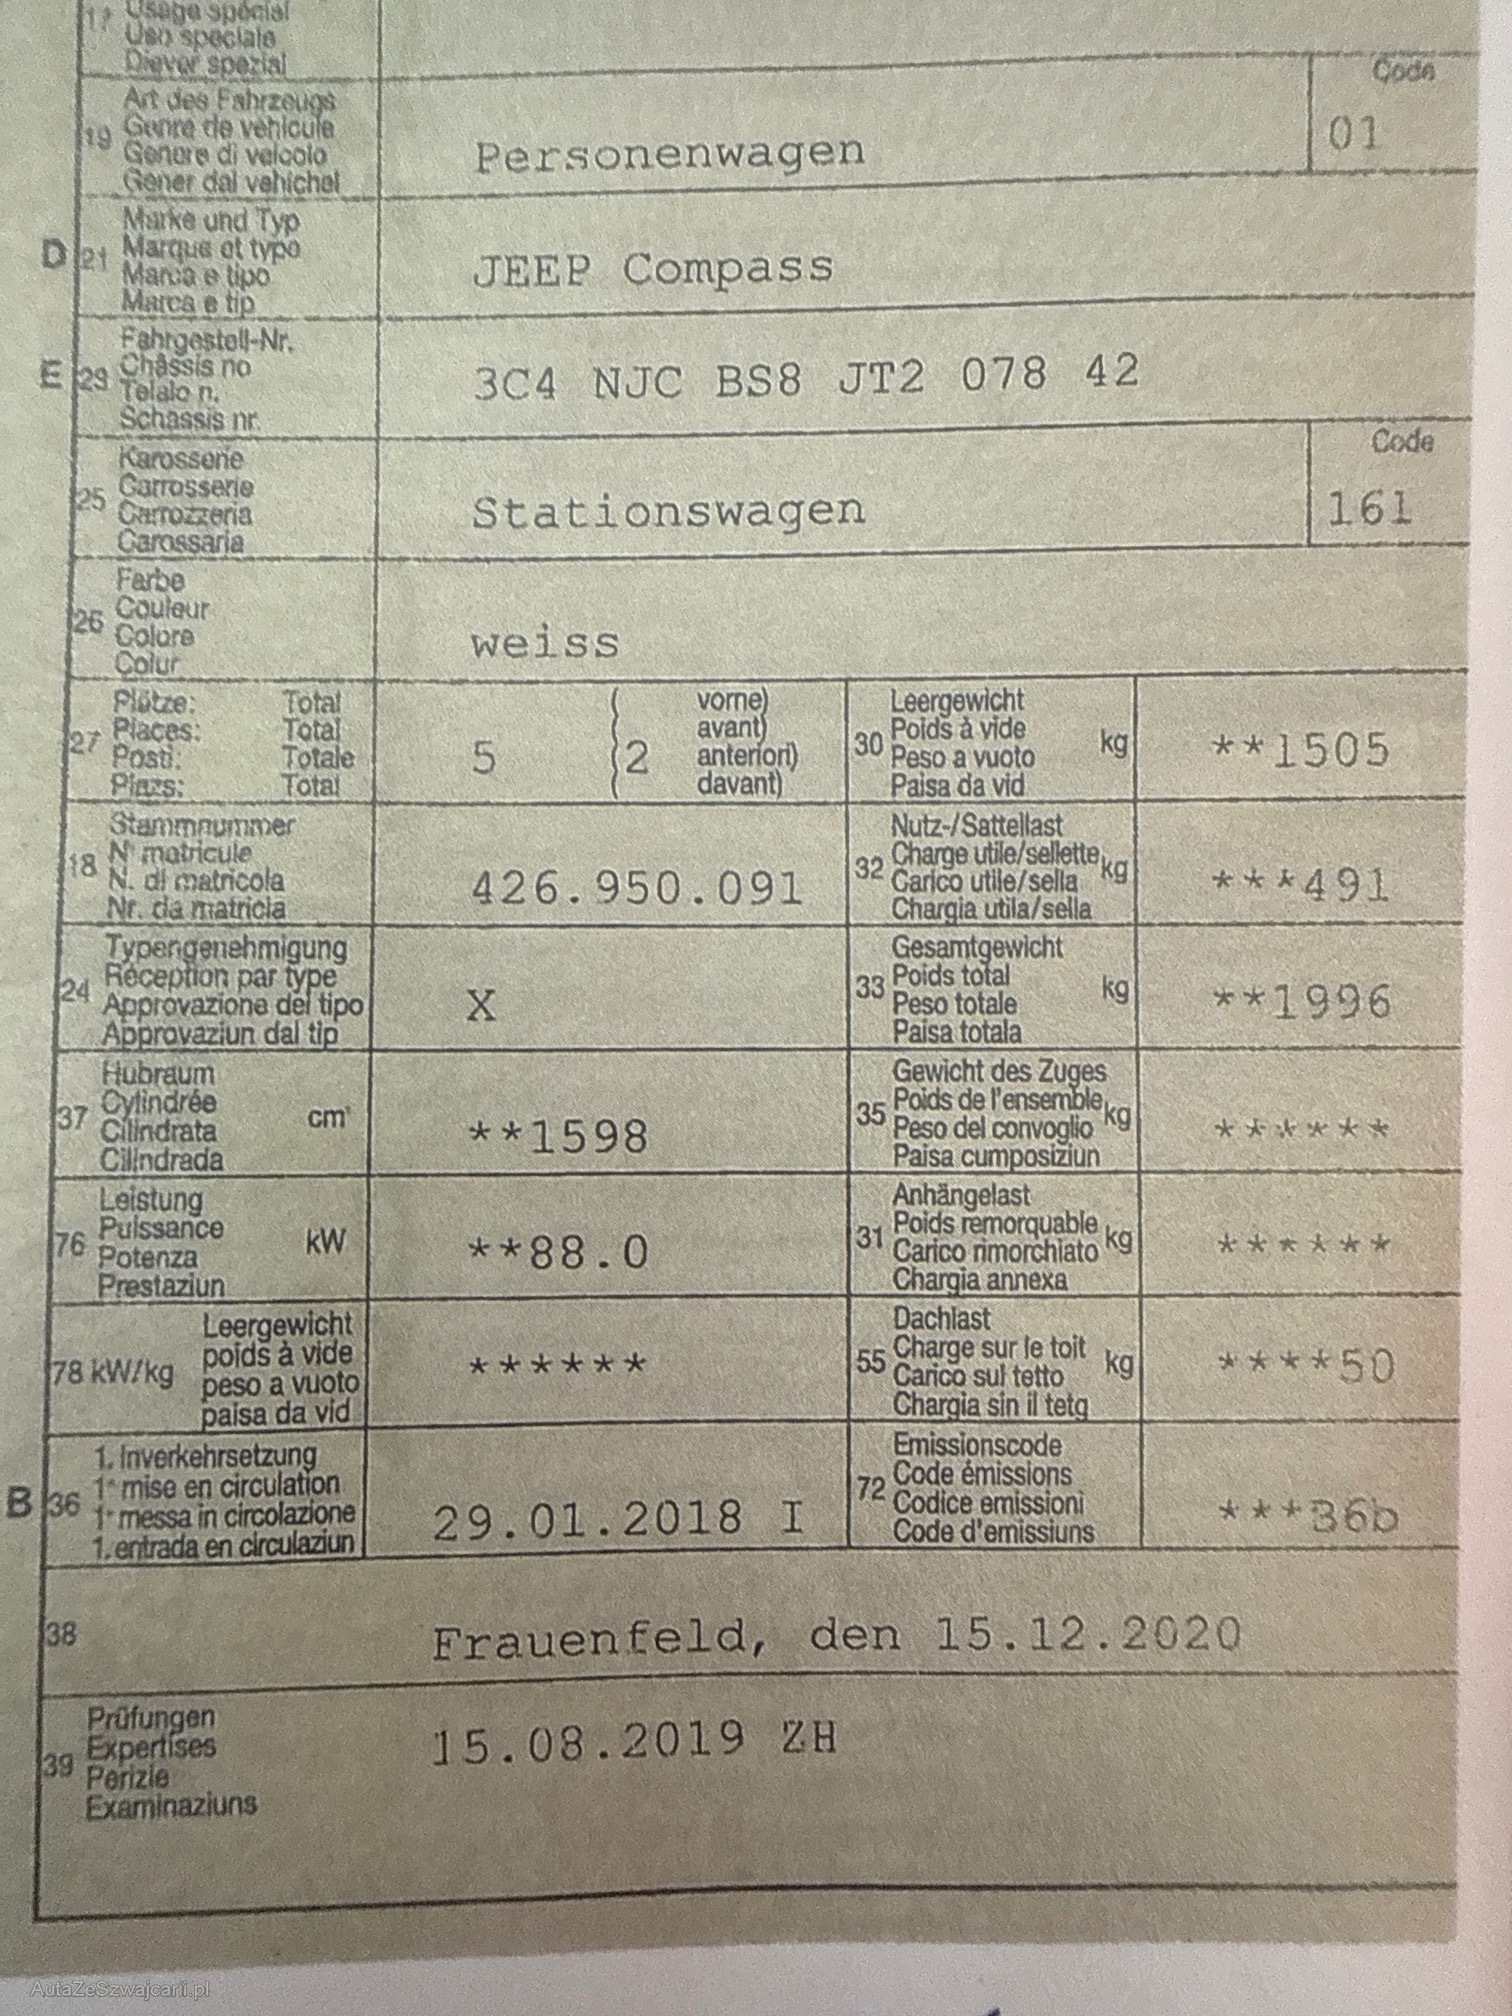 17 Usage spécial
Uso speciale
Diever spezial
Code
19 Art des Fahrzeugs
Genre de véhicule
Genere di veicolo
Gener dal vehichel
Personenwagen
01
D 21 Marke und Typ
Marque et type
Marca e tipo
Marca e tip
JEEP Compass
E 23 Fahrgestell-Nr.
Châssis no
Telaio n.
Schassis nr.
3C4 NJC BS8 JT2 078 42
Code
25 Karosserie
Carrosserie
Carrozzeria
Carossaria
Stationswagen
161
26 Farbe
Couleur
Colore
Colur
weiss
27 Plätze: Total
Places: Total
Posti: Totale
Plazs: Total
5 (2 vorne)
avant)
anteriori)
davant)
30 Leergewicht
Poids à vide
Peso a vuoto
Paisa da vid
kg
**1505
18 Stammnummer
N° matricule
N. di matricola
Nr. da matricla
426.950.091
32 Nutz-/Sattellast
Charge utile/sellette
Carico utile/sella
Chargia utila/sella
kg
***491
24 Typengenehmigung
Réception par type
Approvazione del tipo
Approvaziun dal tip
X
33 Gesamtgewicht
Poids total
Peso totale
Paisa totala
kg
**1996
37 Hubraum
Cylindrée
Cilindrata
Cilindrada
cm³
**1598
35 Gewicht des Zuges
Poids de l'ensemble
Peso del convoglio
Paisa cumposiziun
kg
******
76 Leistung
Puissance
Potenza
Prestaziun
kW
**88.0
31 Anhängelast
Poids remorquable
Carico rimorchiato
Chargia annexa
kg
******
78 kW/kg Leergewicht
poids à vide
peso a vuoto
paisa da vid
******
55 Dachlast
Charge sur le toit
Carico sul tetto
Chargia sin il tetg
kg
****50
B 36 1. Inverkehrsetzung
1re mise en circulation
1a messa in circolazione
1. entrada en circulaziun
29.01.2018 I
72 Emissionscode
Code émissions
Codice emissioni
Code d'emissiuns
***36b
38 Frauenfeld, den 15.12.2020
39 Prüfungen
Expertises
Perizie
Examinaziuns
15.08.2019 ZH
AutaZeSzwajcarii.pl